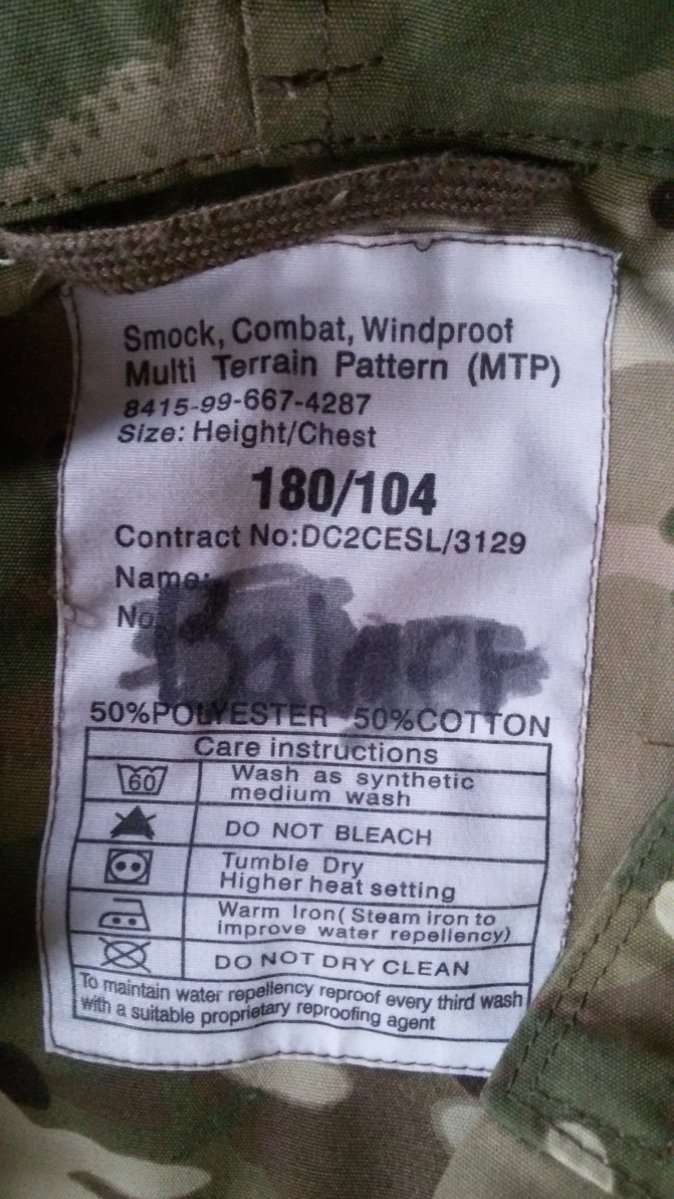 Smock, Combat, Windproof
Multi Terrain Pattern (MTP)
8415-99-667-4287
Size: Height/Chest
180/104
Contract No:DC2CESL/3129
Name:
No
50%POLYESTER 50%COTTON
Care instructions
60 Wash as synthetic
medium wash
DO NOT BLEACH
Tumble Dry
Higher heat setting
Warm Iron(Steam iron to
improve water repellency)
DO NOT DRY CLEAN
To maintain water repellency reproof every third wash
with a suitable proprietary reproofing agent